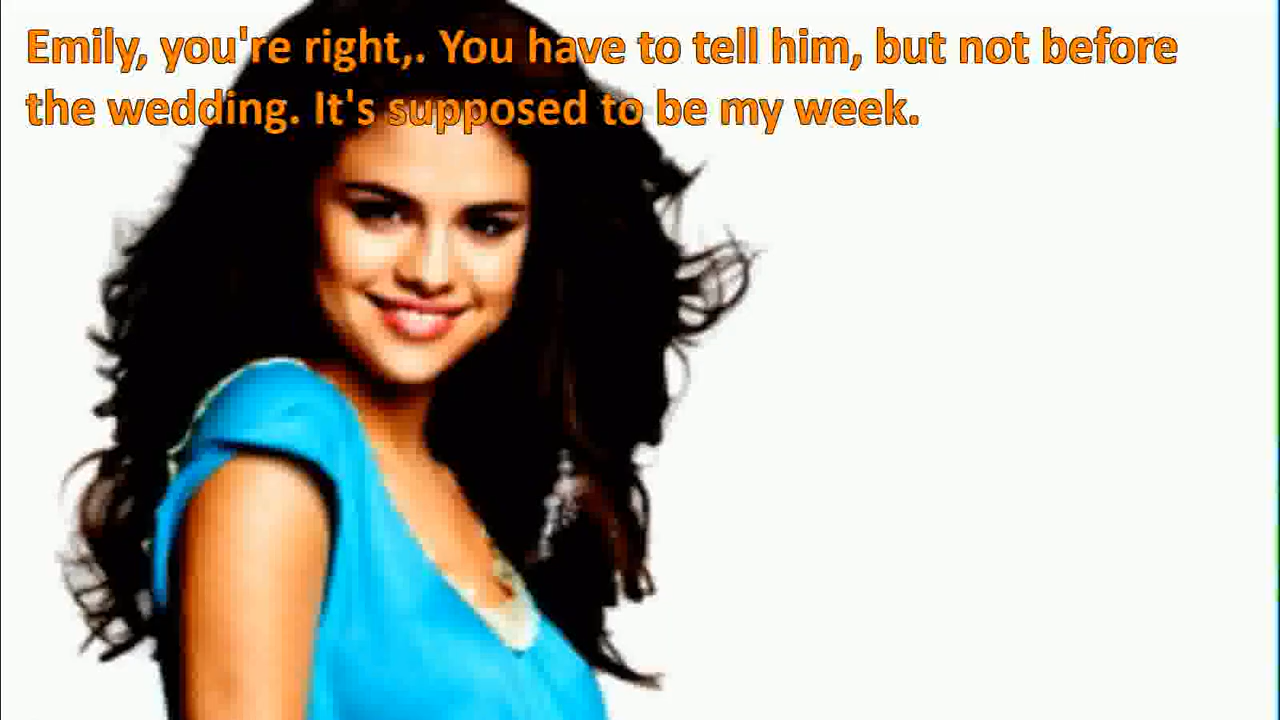 Emily, you're right,. You have to tell him, but not before
the wedding. It's supposed to be my week.